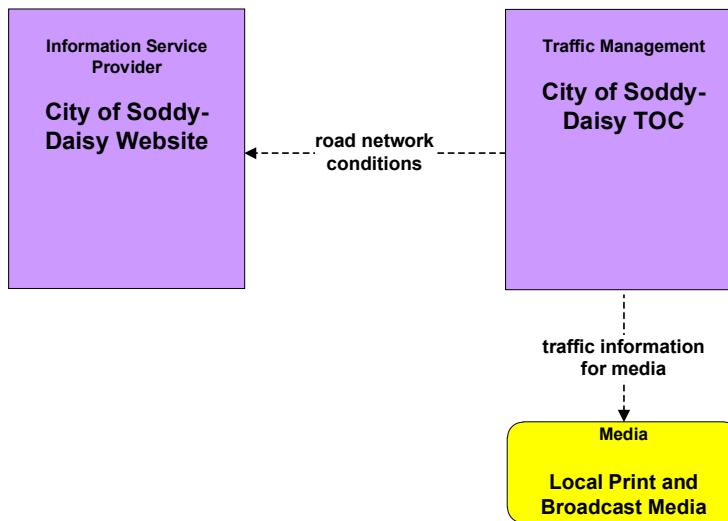 Information Service
Provider
City of Soddy-
Daisy Website
Traffic Management
City of Soddy-
Daisy TOC
road network
conditions
traffic information
for media
Media
Local Print and
Broadcast Media